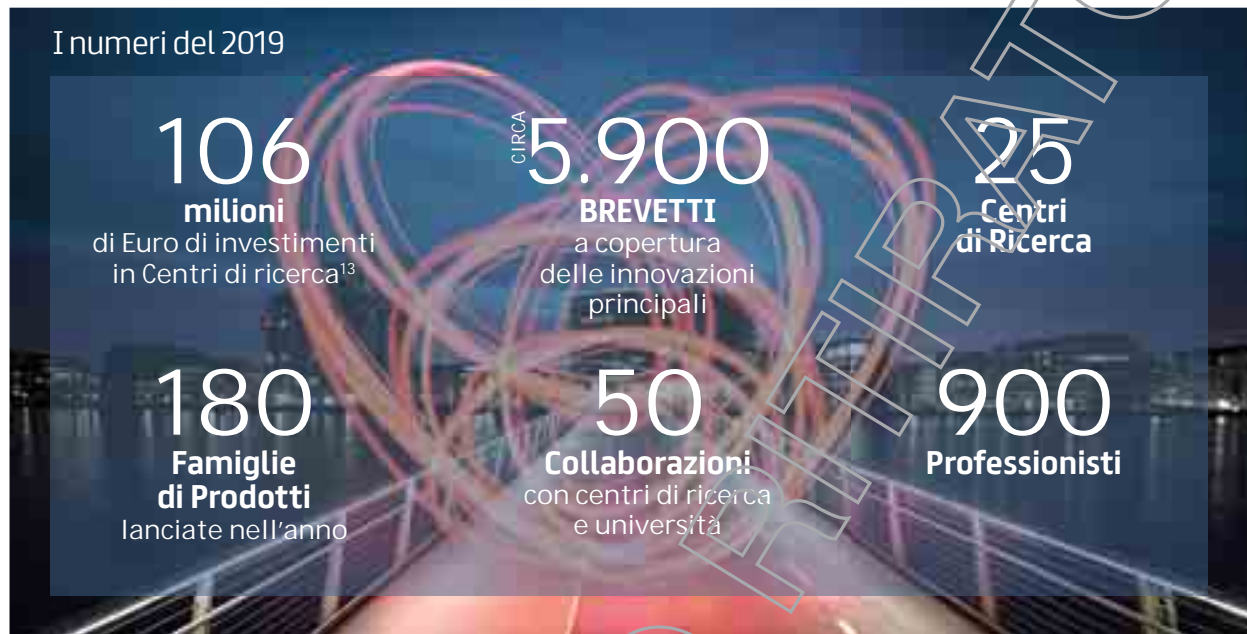 I numeri del 2019
106
milioni
di Euro di investimenti
in Centri di ricerca13
CIRCA
5.900
BREVETTI
a copertura
delle innovazioni
principali
25
Centri
di Ricerca
180
Famiglie
di Prodotti
lanciate nell'anno
50
Collaborazioni
con centri di ricerca
e università
900
Professionisti
RITIRATO